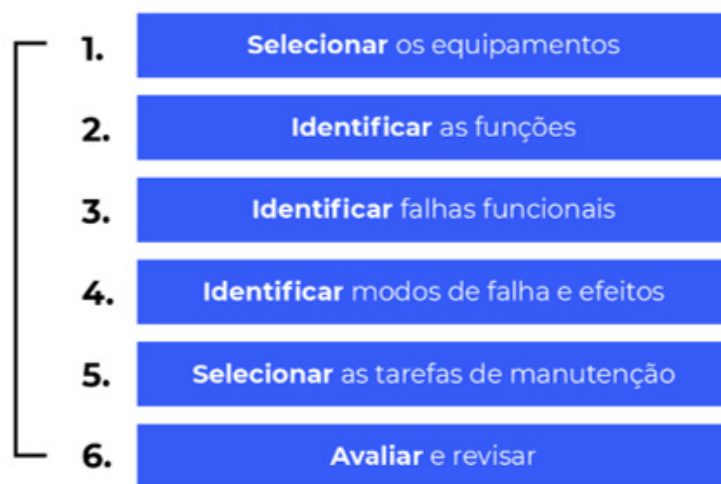 1. Selecionar os equipamentos
2. Identificar as funções
3. Identificar falhas funcionais
4. Identificar modos de falha e efeitos
5. Selecionar as tarefas de manutenção
6. Avaliar e revisar